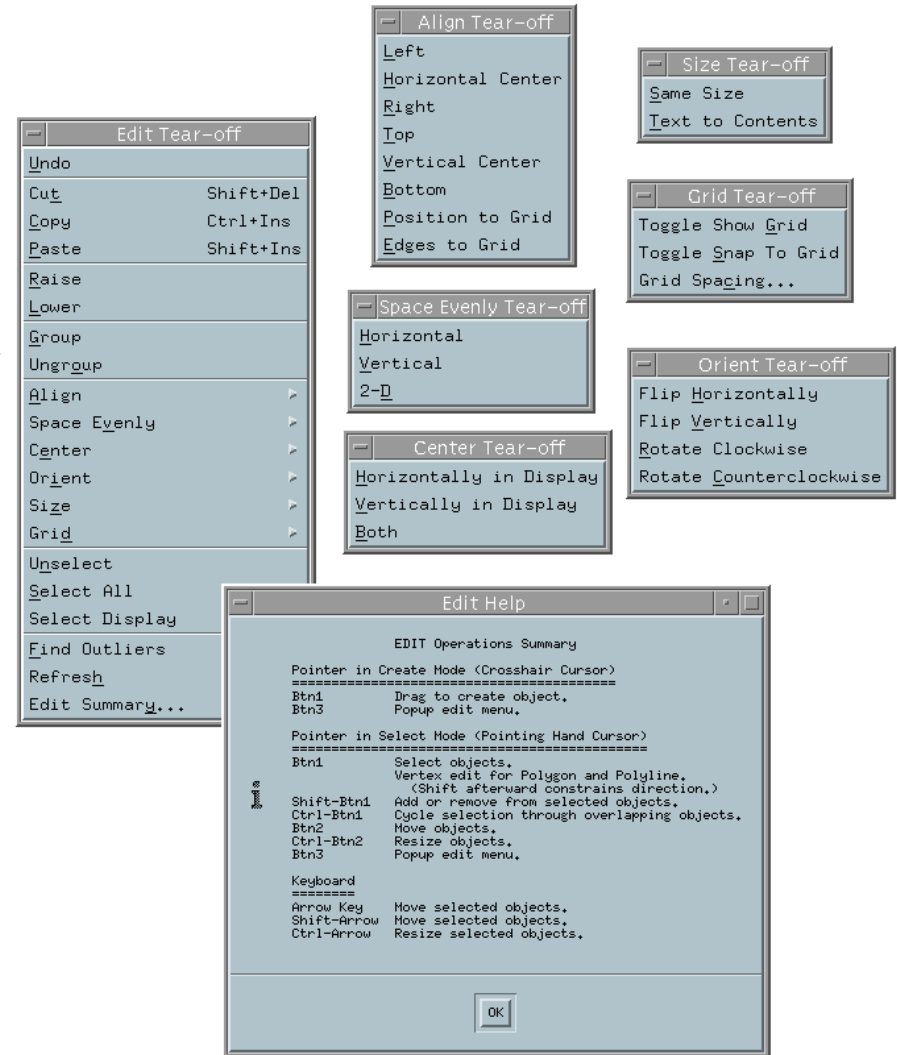 Align Tear-off
Left
Horizontal Center
Right
Top
Vertical Center
Bottom
Position to Grid
Edges to Grid
Size Tear-off
Same Size
Text to Contents
Edit Tear-off
Undo
Cut Shift+Del
Copy Ctrl+Ins
Paste Shift+Ins
Raise
Lower
Group
Ungroup
Align
Space Evenly
Center
Orient
Size
Grid
Unselect
Select All
Select Display
Find Outliers
Refresh
Edit Summary...
Grid Tear-off
Toggle Show Grid
Toggle Snap To Grid
Grid Spacing...
Space Evenly Tear-off
Horizontal
Vertical
2-D
Orient Tear-off
Flip Horizontally
Flip Vertically
Rotate Clockwise
Rotate Counterclockwise
Center Tear-off
Horizontally in Display
Vertically in Display
Both
Edit Help
EDIT Operations Summary
Pointer in Create Mode (Crosshair Cursor)
=========================================
Btn1 Drag to create object.
Btn3 Popup edit menu.
Pointer in Select Mode (Pointing Hand Cursor)
=============================================
Btn1 Select objects.
Vertex edit for Polygon and Polyline.
(Shift afterward constrains direction.)
Shift-Btn1 Add or remove from selected objects.
Ctrl-Btn1 Cycle selection through overlapping objects.
Btn2 Move objects.
Ctrl-Btn2 Resize objects.
Btn3 Popup edit menu.
Keyboard
========
Arrow Key Move selected objects.
Shift-Arrow Move selected objects.
Ctrl-Arrow Resize selected objects.
OK